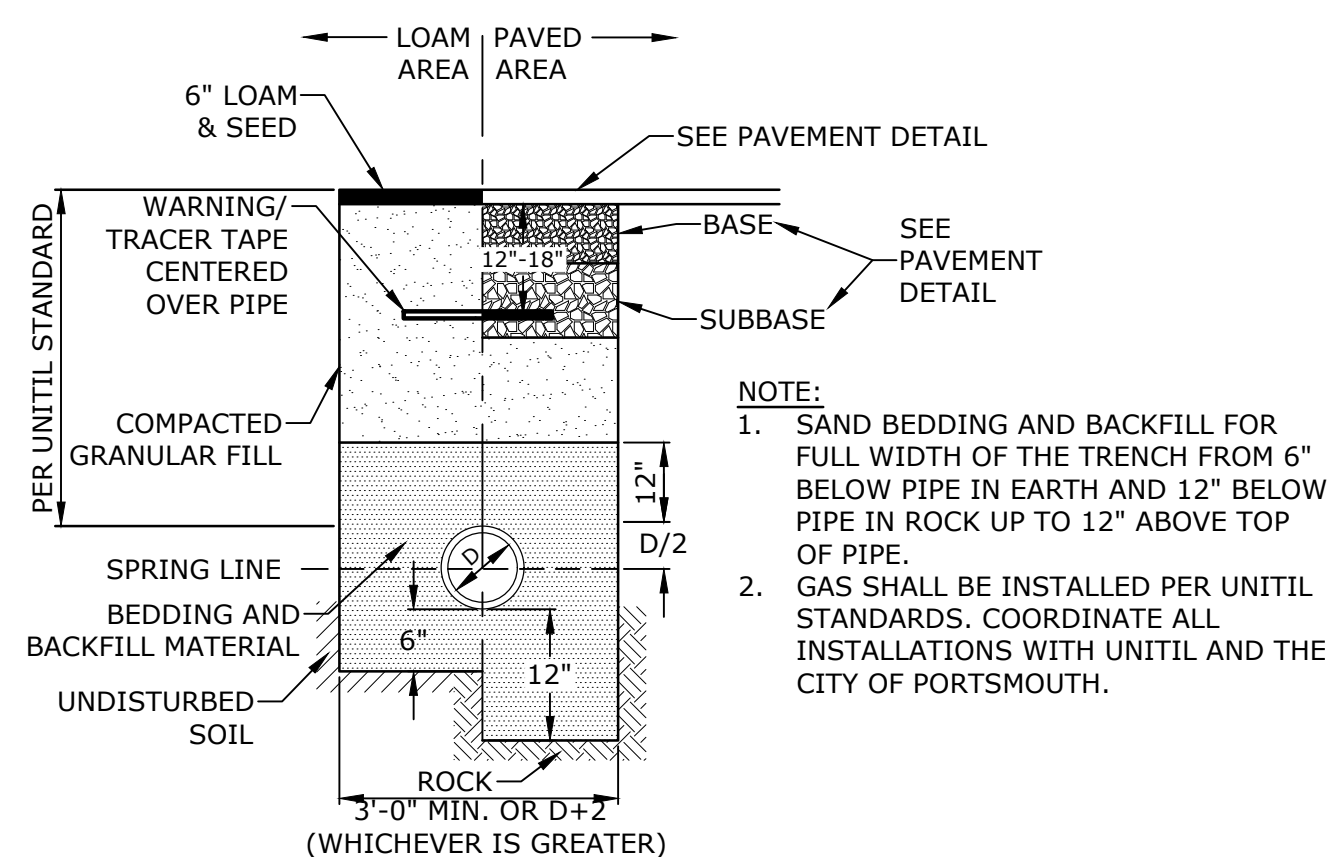 LOAM AREA
PAVED AREA
6" LOAM
& SEED
SEE PAVEMENT DETAIL
WARNING/
TRACER TAPE
CENTERED
OVER PIPE
12"-18"
BASE
SEE
PAVEMENT
DETAIL
SUBBASE
PER UNITIL STANDARD
COMPACTED
GRANULAR FILL
12"
D/2
D
SPRING LINE
BEDDING AND
BACKFILL MATERIAL
6"
12"
UNDISTURBED
SOIL
ROCK
3'-0" MIN. OR D+2
(WHICHEVER IS GREATER)
NOTE:
1. SAND BEDDING AND BACKFILL FOR
FULL WIDTH OF THE TRENCH FROM 6"
BELOW PIPE IN EARTH AND 12" BELOW
PIPE IN ROCK UP TO 12" ABOVE TOP
OF PIPE.
2. GAS SHALL BE INSTALLED PER UNITIL
STANDARDS. COORDINATE ALL
INSTALLATIONS WITH UNITIL AND THE
CITY OF PORTSMOUTH.